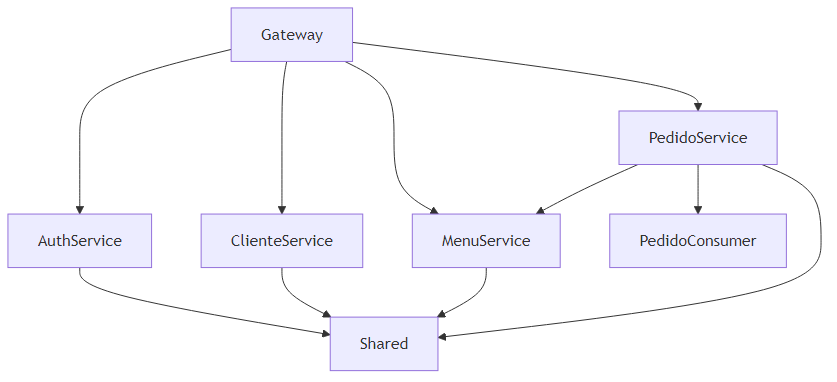 Gateway
PedidoService
AuthService
ClienteService
MenuService
PedidoConsumer
Shared